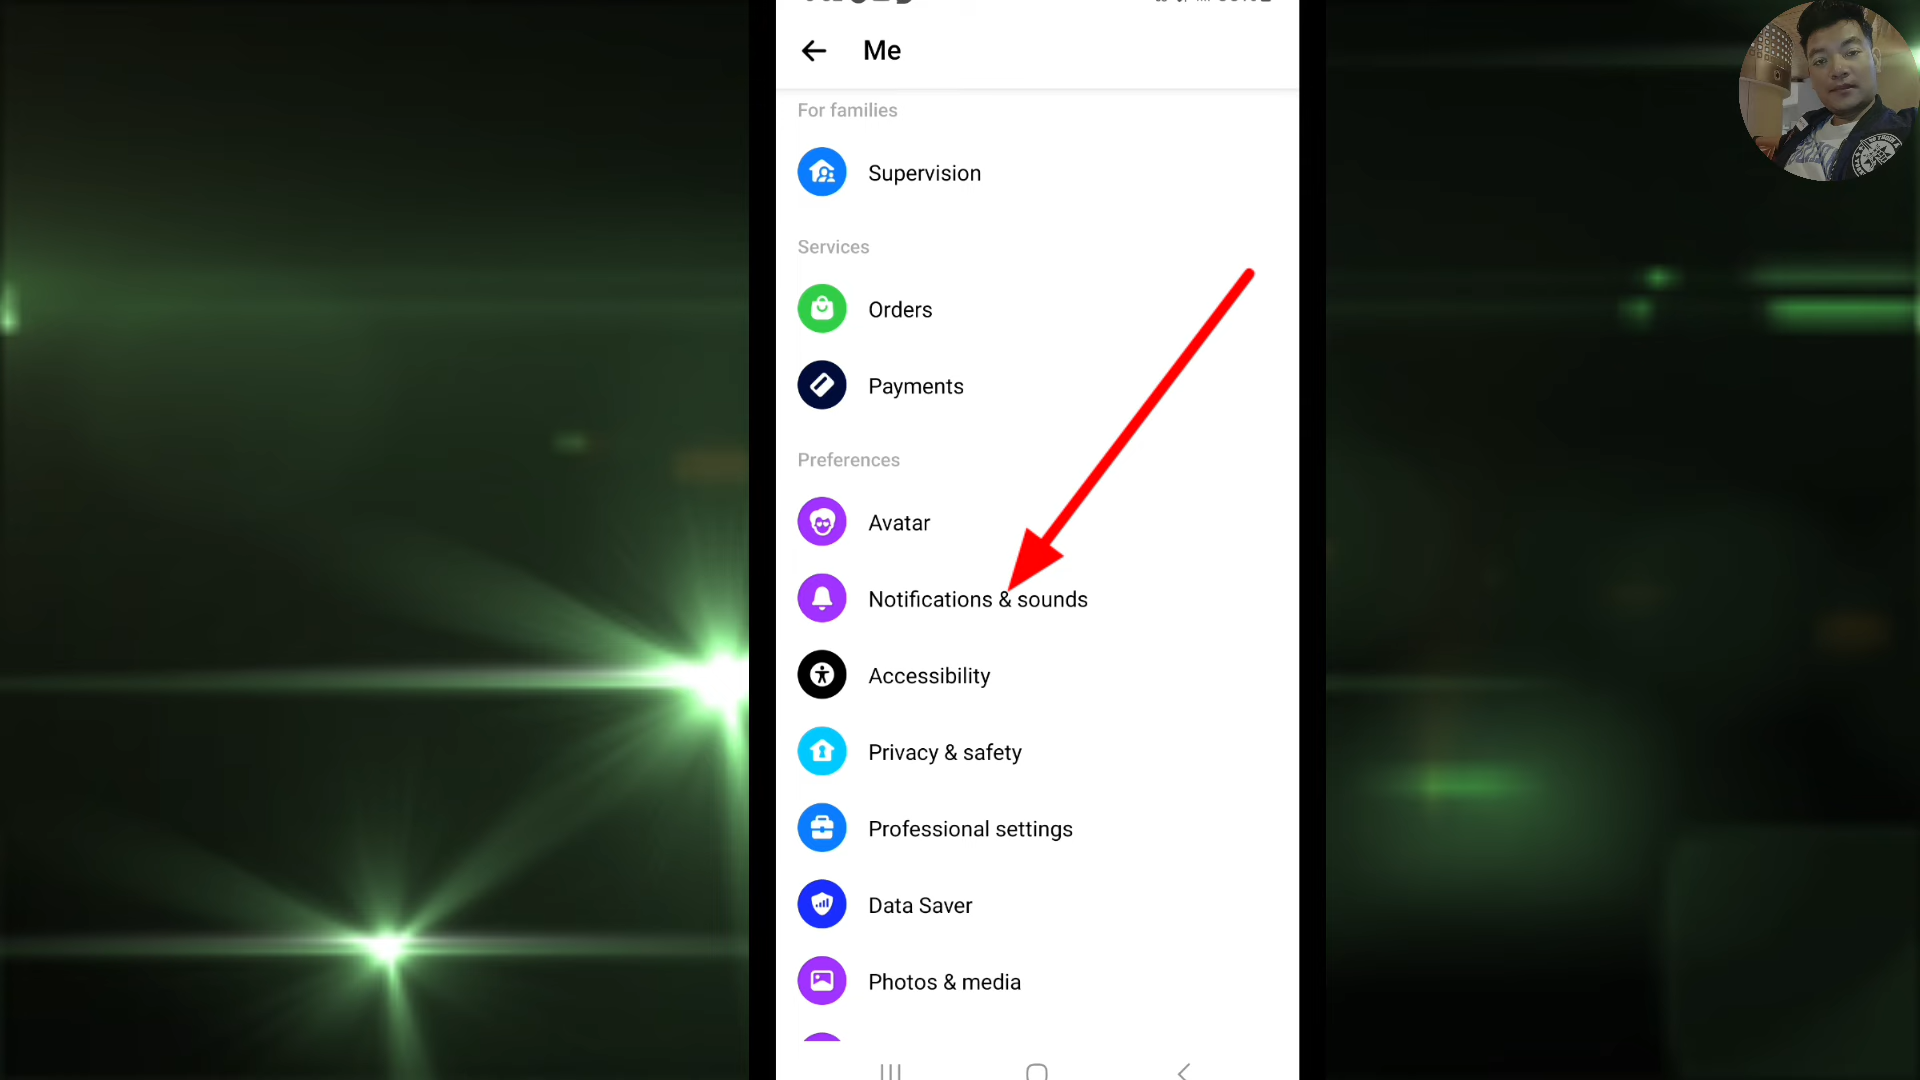 Me
For families
Supervision
Services
Orders
Payments
Preferences
Avatar
Notifications & sounds
Accessibility
Privacy & safety
Professional settings
Data Saver
Photos & media